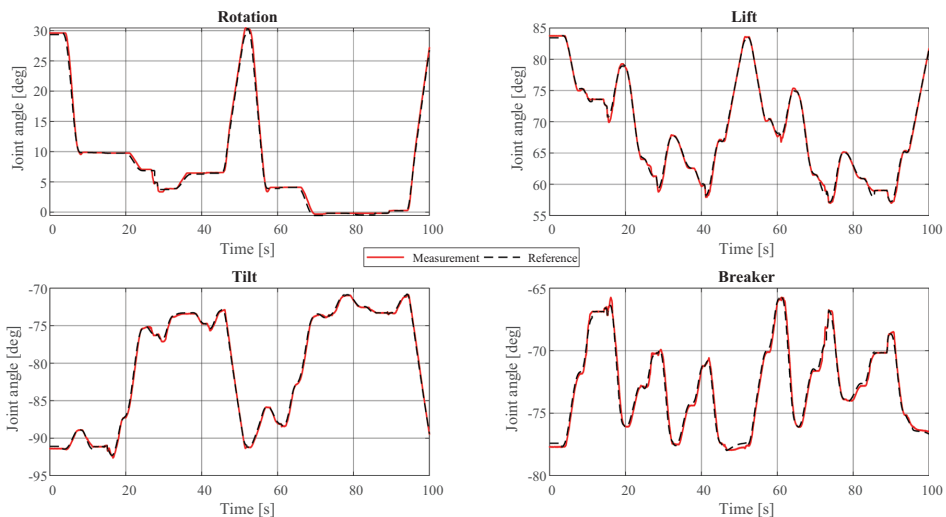 Rotation
Joint angle [deg]
30
25
20
15
10
5
0
0 20 40 60 80 100
Time [s]
Lift
Joint angle [deg]
85
80
75
70
65
60
55
0 20 40 60 80 100
Time [s]
Measurement Reference
Tilt
Joint angle [deg]
-70
-75
-80
-85
-90
-95
0 20 40 60 80 100
Time [s]
Breaker
Joint angle [deg]
-65
-70
-75
-80
0 20 40 60 80 100
Time [s]